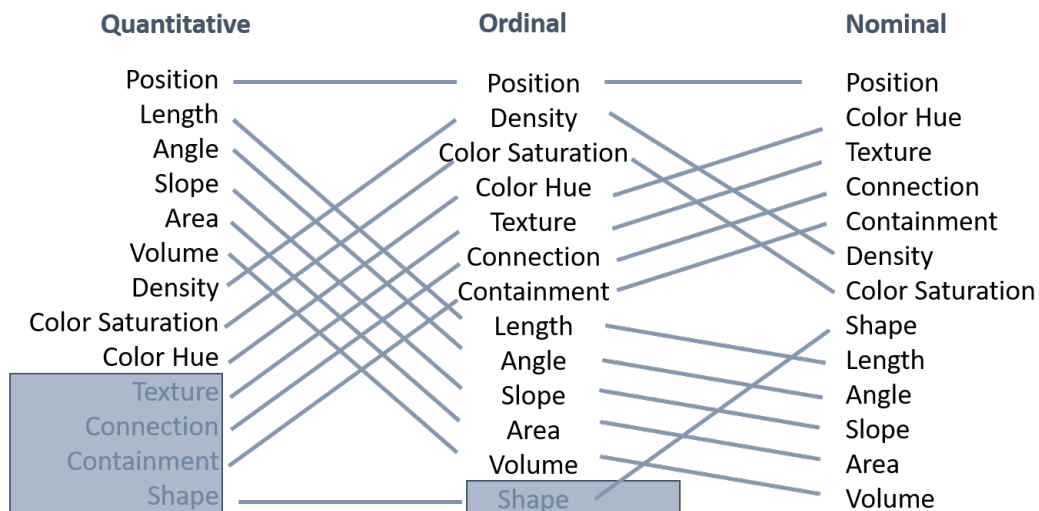 Quantitative
Position
Length
Angle
Slope
Area
Volume
Density
Color Saturation
Color Hue
Texture
Connection
Containment
Shape
Ordinal
Position
Density
Color Saturation
Color Hue
Texture
Connection
Containment
Length
Angle
Slope
Area
Volume
Shape
Nominal
Position
Color Hue
Texture
Connection
Containment
Density
Color Saturation
Shape
Length
Angle
Slope
Area
Volume